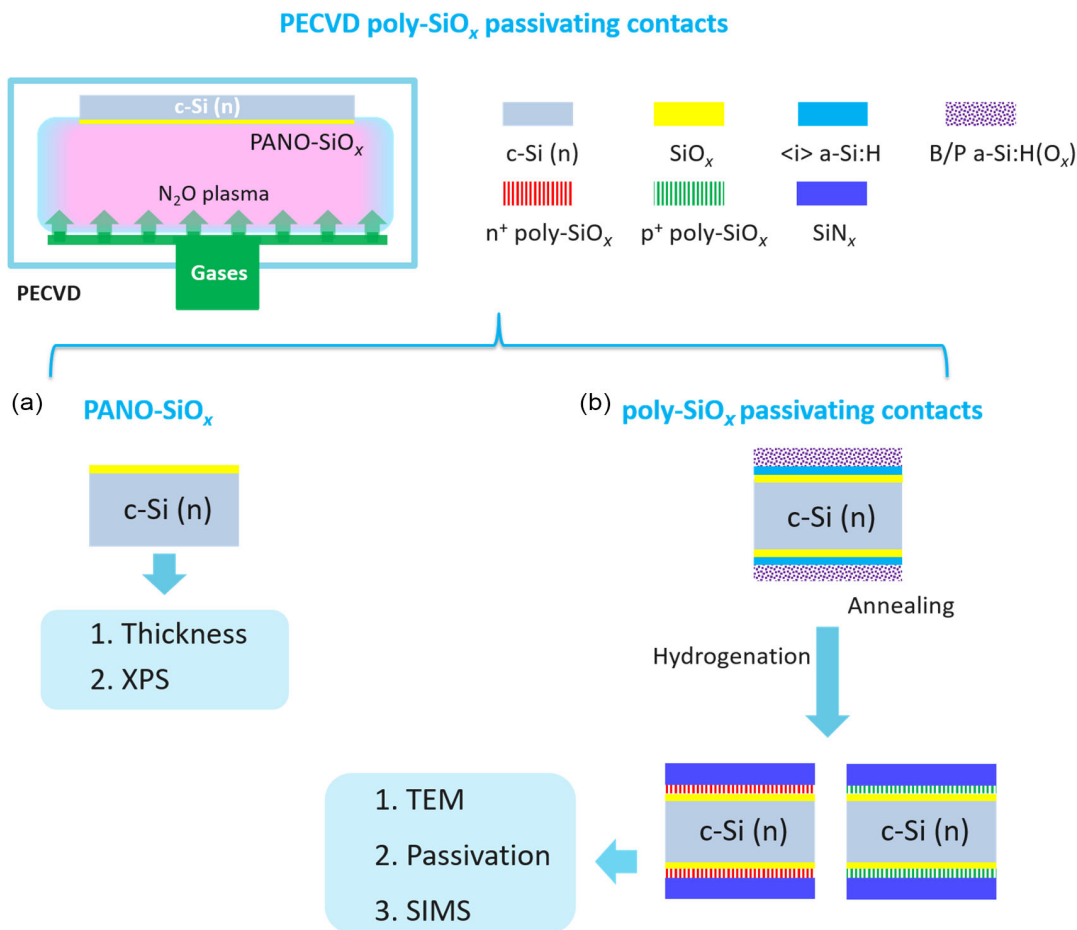 PECVD poly-SiOx passivating contacts
c-Si (n)
PANO-SiOx
N2O plasma
Gases
PECVD
c-Si (n)
SiOx
<i> a-Si:H
B/P a-Si:H(Ox)
n+ poly-SiOx
p+ poly-SiOx
SiNx
(a)
PANO-SiOx
c-Si (n)
1. Thickness
2. XPS
(b)
poly-SiOx passivating contacts
c-Si (n)
Annealing
Hydrogenation
c-Si (n)
c-Si (n)
1. TEM
2. Passivation
3. SIMS